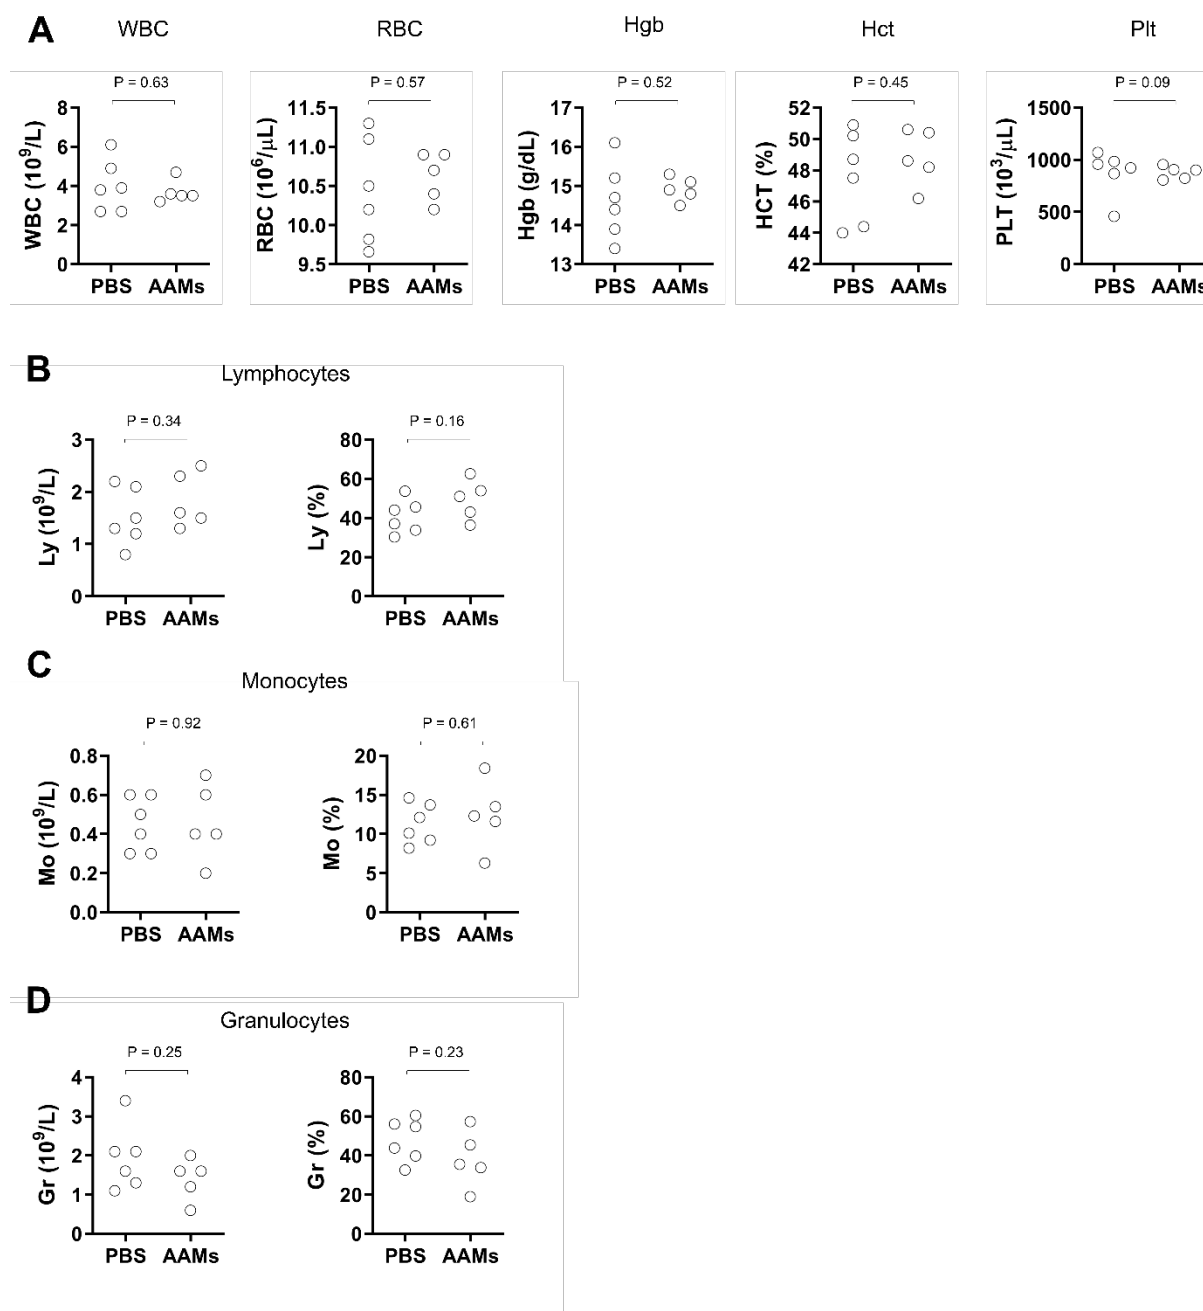 A
WBC
RBC
Hgb
Hct
Plt
P = 0.63
P = 0.57
P = 0.52
P = 0.45
P = 0.09
WBC (10⁹/L)
8
6
4
2
0
PBS AAMs
RBC (10⁶/µL)
11.5
11.0
10.5
10.0
9.5
PBS AAMs
Hgb (g/dL)
17
16
15
14
13
PBS AAMs
HCT (%)
52
50
48
46
44
42
PBS AAMs
PLT (10³/µL)
1500
1000
500
0
PBS AAMs
B
Lymphocytes
P = 0.34
P = 0.16
Ly (10⁹/L)
3
2
1
0
PBS AAMs
Ly (%)
80
60
40
20
0
PBS AAMs
C
Monocytes
P = 0.92
P = 0.61
Mo (10⁹/L)
0.8
0.6
0.4
0.2
0.0
PBS AAMs
Mo (%)
20
15
10
5
0
PBS AAMs
D
Granulocytes
P = 0.25
P = 0.23
Gr (10⁹/L)
4
3
2
1
0
PBS AAMs
Gr (%)
80
60
40
20
0
PBS AAMs